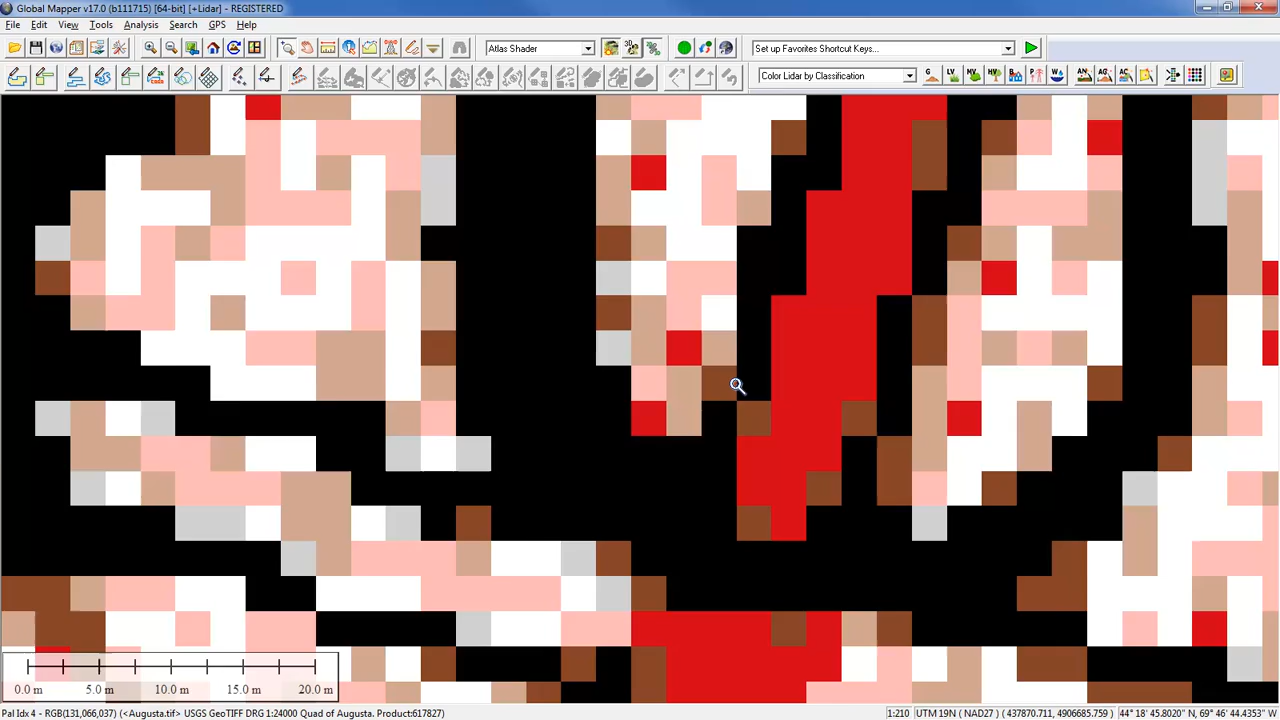 Global Mapper v17.0 (b111715) [64-bit] [+Lidar] - REGISTERED
File Edit View Tools Analysis Search GPS Help
Atlas Shader
Set up Favorites Shortcut Keys...
Color Lidar by Classification
0.0 m 5.0 m 10.0 m 15.0 m 20.0 m
Pal Idx 4 - RGB(131,066,037) (<Augusta.tif> USGS GeoTIFF DRG 1:24000 Quad of Augusta. Product:617827) 1:210 UTM 19N (NAD27) ( 437870.711, 4906685.759 ) 44° 18' 45.8020" N, 69° 46' 44.4353" W